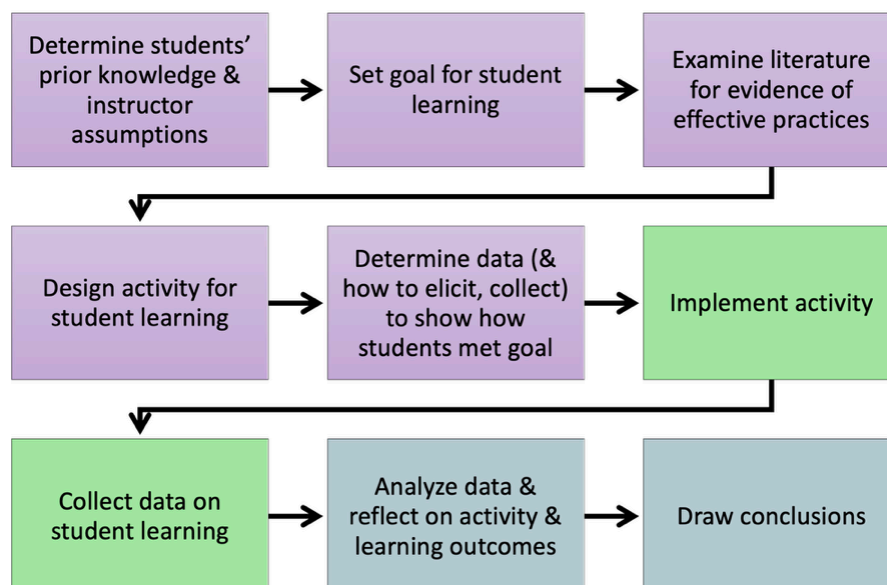 Determine students’
prior knowledge &
instructor
assumptions
Set goal for student
learning
Examine literature
for evidence of
effective practices
Design activity for
student learning
Determine data (&
how to elicit, collect)
to show how
students met goal
Implement activity
Collect data on
student learning
Analyze data &
reflect on activity &
learning outcomes
Draw conclusions